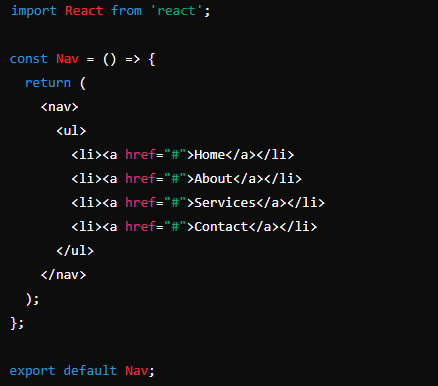 import React from 'react';

const Nav = () => {
  return (
    <nav>
      <ul>
        <li><a href="#">Home</a></li>
        <li><a href="#">About</a></li>
        <li><a href="#">Services</a></li>
        <li><a href="#">Contact</a></li>
      </ul>
    </nav>
  );
};

export default Nav;